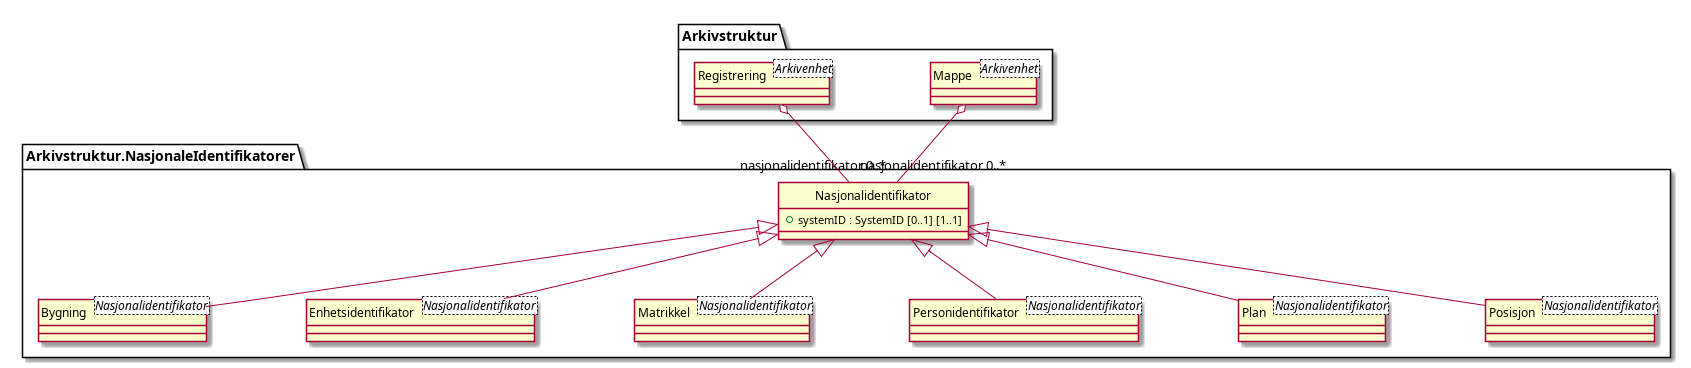 Arkivstruktur
Registrering Arkivenhet
Mappe Arkivenhet
Arkivstruktur.NasjonaleIdentifikatorer
nasjonalidentifikator 0..*
nasjonalidentifikator 0..*
Nasjonalidentifikator
systemID : SystemID [0..1] [1..1]
Bygning Nasjonalidentifikator
Enhetsidentifikator Nasjonalidentifikator
Matrikkel Nasjonalidentifikator
Personidentifikator Nasjonalidentifikator
Plan Nasjonalidentifikator
Posisjon Nasjonalidentifikator